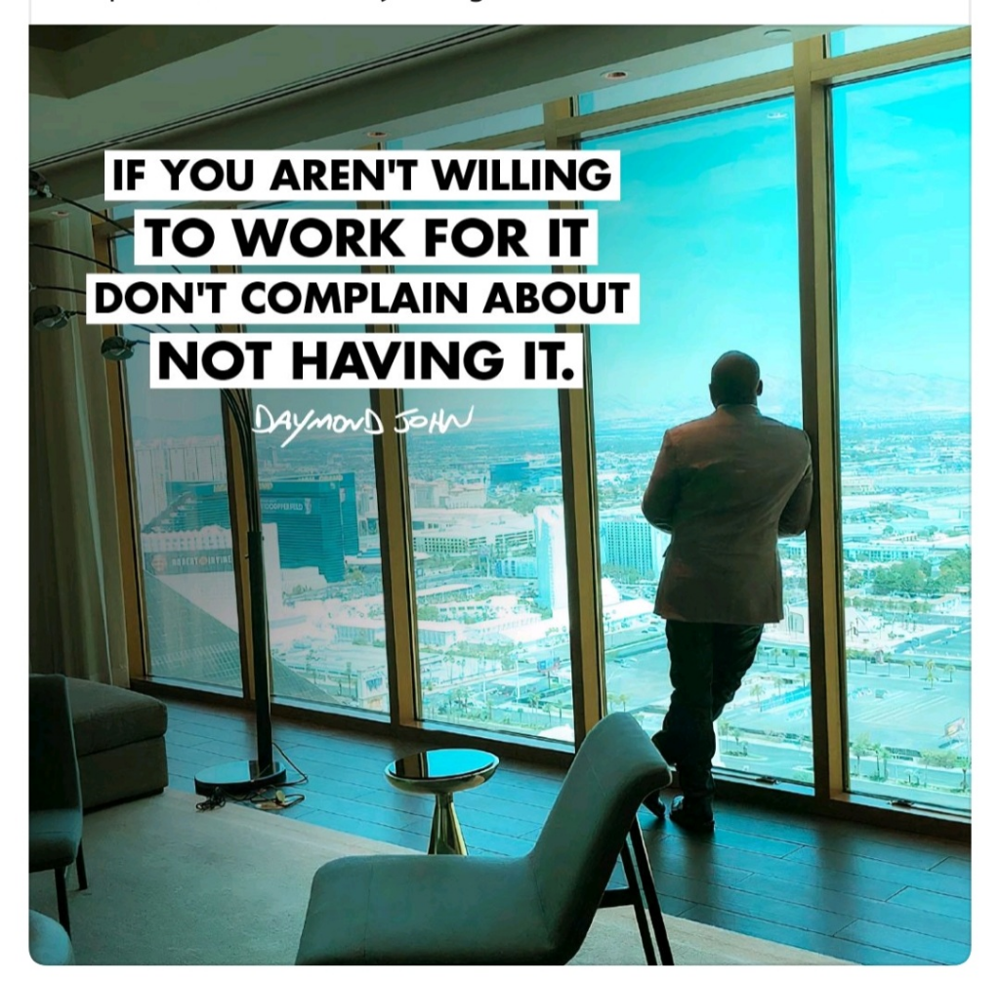 IF YOU AREN'T WILLING
TO WORK FOR IT
DON'T COMPLAIN ABOUT
NOT HAVING IT.
DAYMOND JOHN